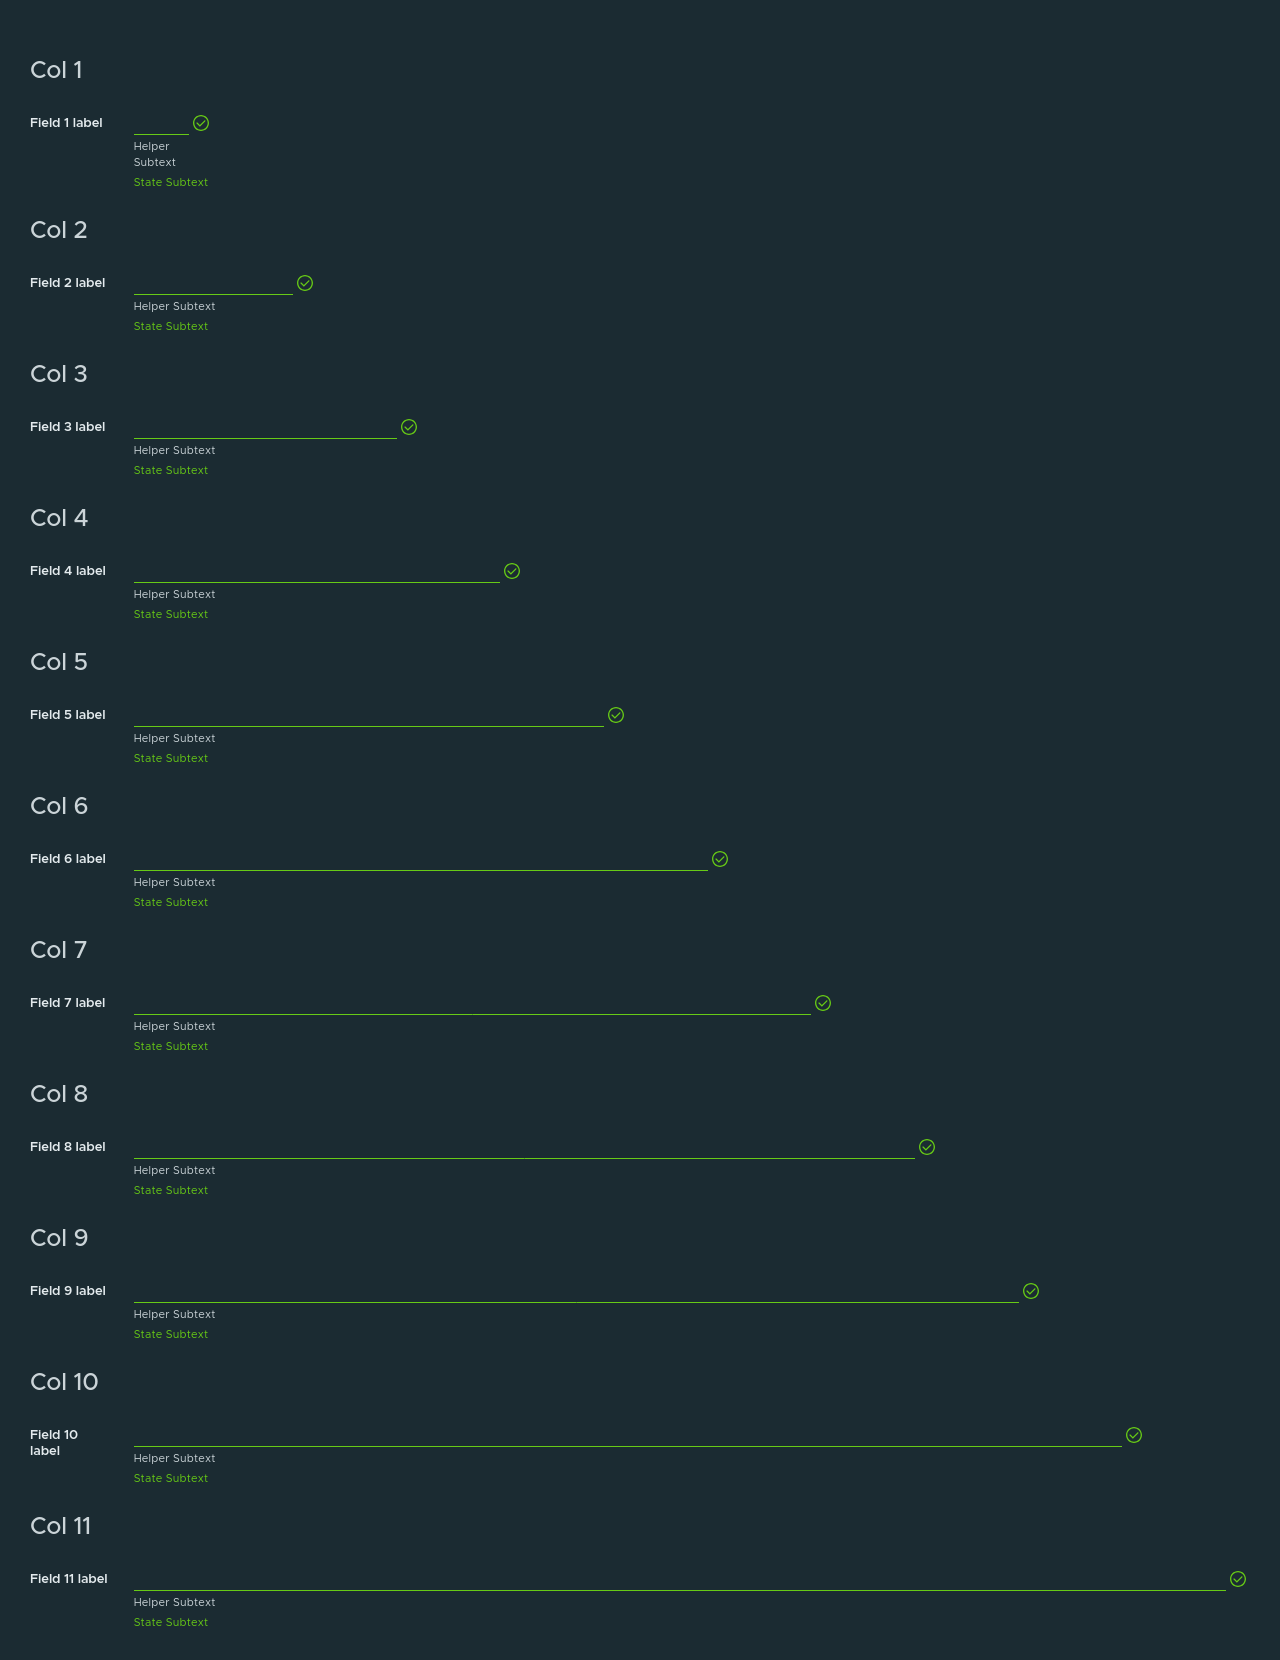 Col 1
Field 1 label
Helper
Subtext
State Subtext
Col 2
Field 2 label
Helper Subtext
State Subtext
Col 3
Field 3 label
Helper Subtext
State Subtext
Col 4
Field 4 label
Helper Subtext
State Subtext
Col 5
Field 5 label
Helper Subtext
State Subtext
Col 6
Field 6 label
Helper Subtext
State Subtext
Col 7
Field 7 label
Helper Subtext
State Subtext
Col 8
Field 8 label
Helper Subtext
State Subtext
Col 9
Field 9 label
Helper Subtext
State Subtext
Col 10
Field 10
label
Helper Subtext
State Subtext
Col 11
Field 11 label
Helper Subtext
State Subtext